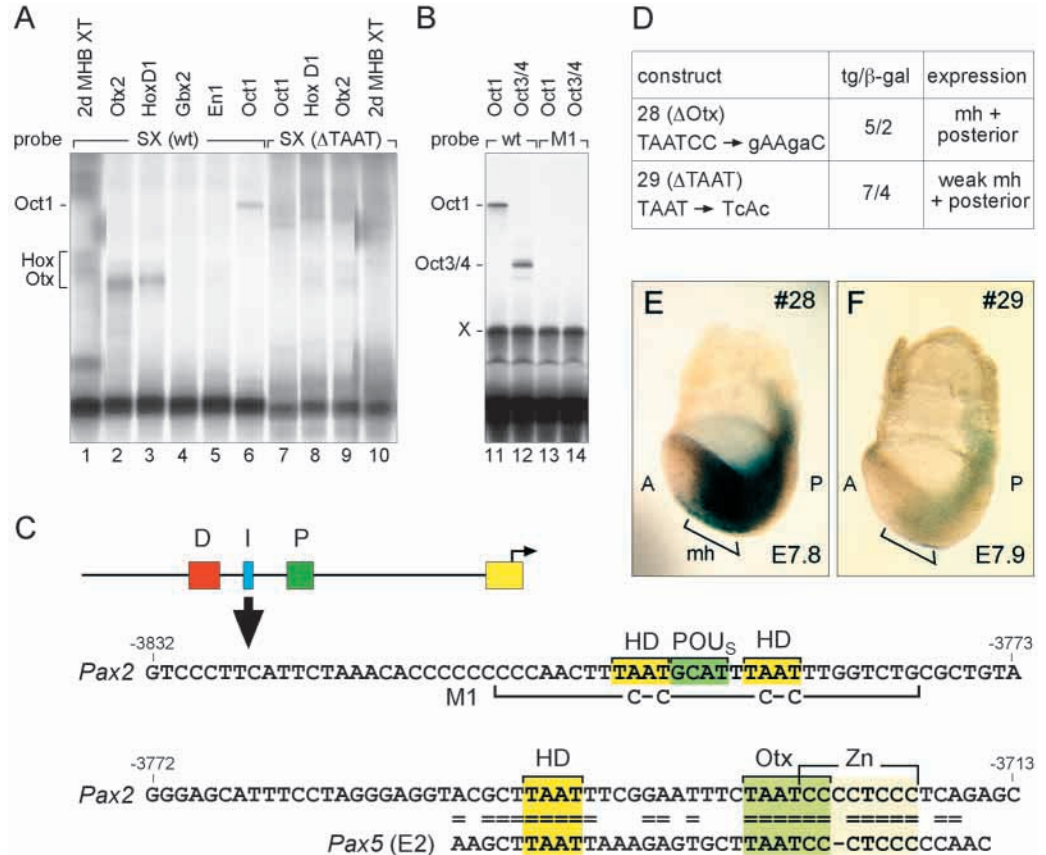 A
2d MHB XT
Otx2
HoxD1
Gbx2
En1
Oct1
Oct1
Hox D1
Otx2
2d MHB XT
probe SX (wt) SX (ΔTAAT)
Oct1
Hox
Otx
1 2 3 4 5 6 7 8 9 10
B
Oct1
Oct3/4
Oct1
Oct3/4
probe wt M1
Oct1
Oct3/4
X
11 12 13 14
D
construct tg/β-gal expression
28 (ΔOtx) 5/2 mh +
TAATCC → gAAgaC posterior
29 (ΔTAAT) 7/4 weak mh
TAAT → TcAc + posterior
E #28
A P
mh E7.8
F #29
A P
E7.9
C
D I P
-3832 HD POUS HD -3773
Pax2 GTCCCTTCATTCTAAACACCCCCCCCCAACTTTTAATGCATTTAATTTGGTCTGCGCTGTA
M1 C-C C-C
-3772 HD Otx Zn -3713
Pax2 GGGAGCATTTCCTAGGGAGGTACGCTTAATTTCGGAATTTCTAATCCCCTCCCTCAGAGC
= ===== = = = = ===
Pax5 (E2) AAGCTTAATTAAAGAGTGCTTAATCC-CTCCCCCAAC